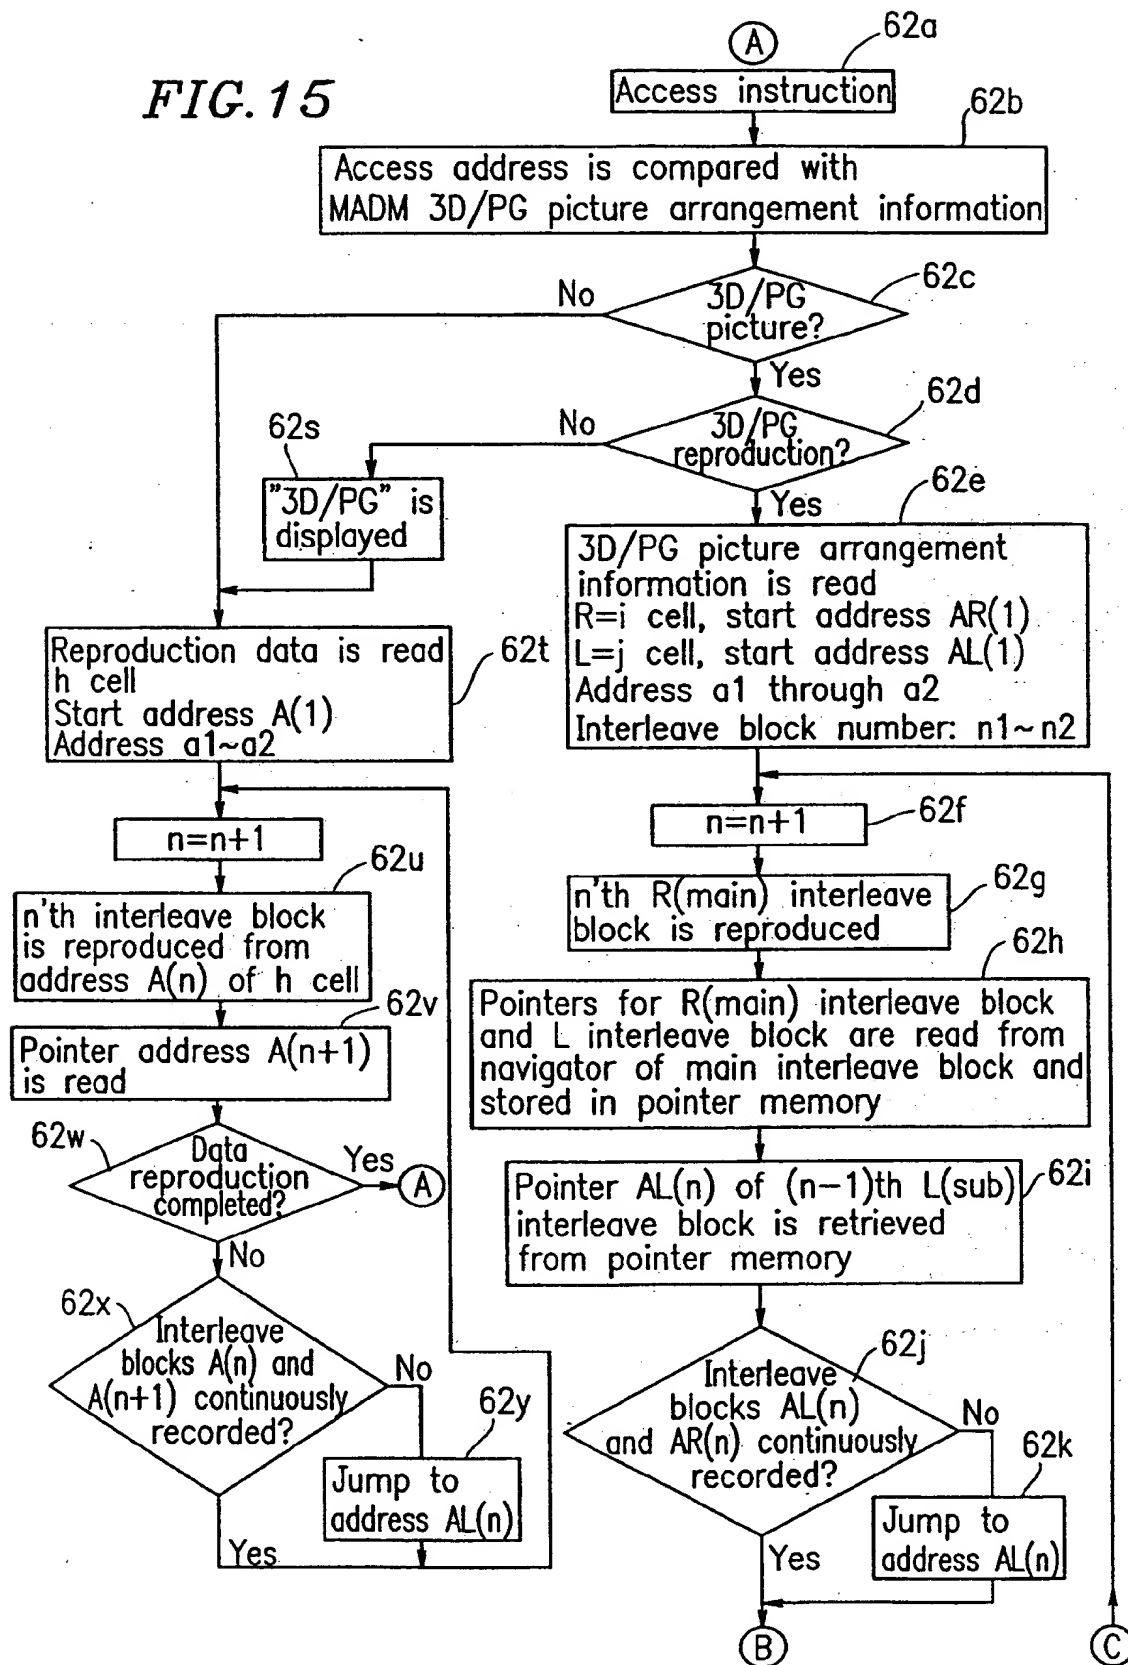 FIG. 15
A
62a
Access instruction
62b
Access address is compared with
MADM 3D/PG picture arrangement information
62c
3D/PG
picture?
No
Yes
62d
3D/PG
reproduction?
No
Yes
62s
"3D/PG" is
displayed
62e
3D/PG picture arrangement
information is read
R=i cell, start address AR(1)
L=j cell, start address AL(1)
Address a1 through a2
Interleave block number: n1~n2
Reproduction data is read
h cell
Start address A(1)
Address a1~a2
62t
n=n+1
62u
n'th interleave block
is reproduced from
address A(n) of h cell
62v
Pointer address A(n+1)
is read
62w
Data
reproduction
completed?
Yes
A
No
62x
Interleave
blocks A(n) and
A(n+1) continuously
recorded?
No
62y
Jump to
address AL(n)
Yes
n=n+1
62f
n'th R(main) interleave
block is reproduced
62g
62h
Pointers for R(main) interleave block
and L interleave block are read from
navigator of main interleave block and
stored in pointer memory
Pointer AL(n) of (n-1)th L(sub)
interleave block is retrieved
from pointer memory
62i
62j
Interleave
blocks AL(n)
and AR(n) continuously
recorded?
No
62k
Jump to
address AL(n)
Yes
B
C